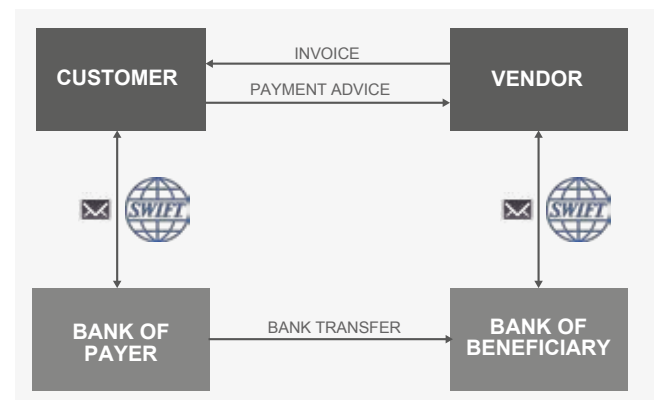 INVOICE
CUSTOMER
VENDOR
PAYMENT ADVICE
SWIFT
SWIFT
BANK OF
PAYER
BANK TRANSFER
BANK OF
BENEFICIARY